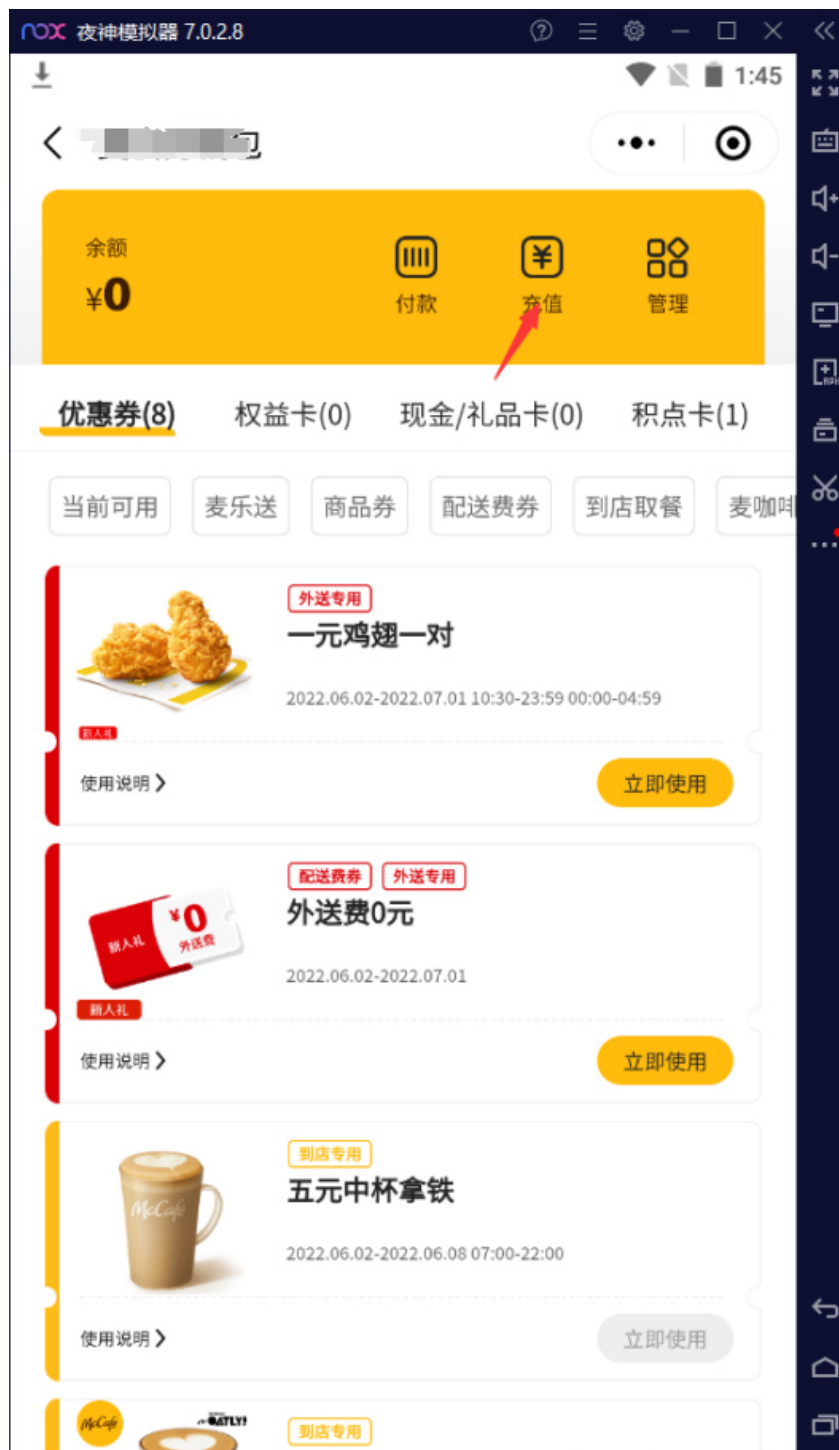 nox 夜神模拟器 7.0.2.8
1:45
包
余额
¥0
付款 充值 管理
优惠券(8) 权益卡(0) 现金/礼品卡(0) 积点卡(1)
当前可用 麦乐送 商品券 配送费券 到店取餐 麦咖啡
外送专用
一元鸡翅一对
2022.06.02-2022.07.01 10:30-23:59 00:00-04:59
新人礼
使用说明
立即使用
配送费券 外送专用
外送费0元
新人礼
¥0
外送费
2022.06.02-2022.07.01
新人礼
使用说明
立即使用
到店专用
五元中杯拿铁
McCafé
2022.06.02-2022.06.08 07:00-22:00
使用说明
立即使用
McCafé
OATLY!
到店专用